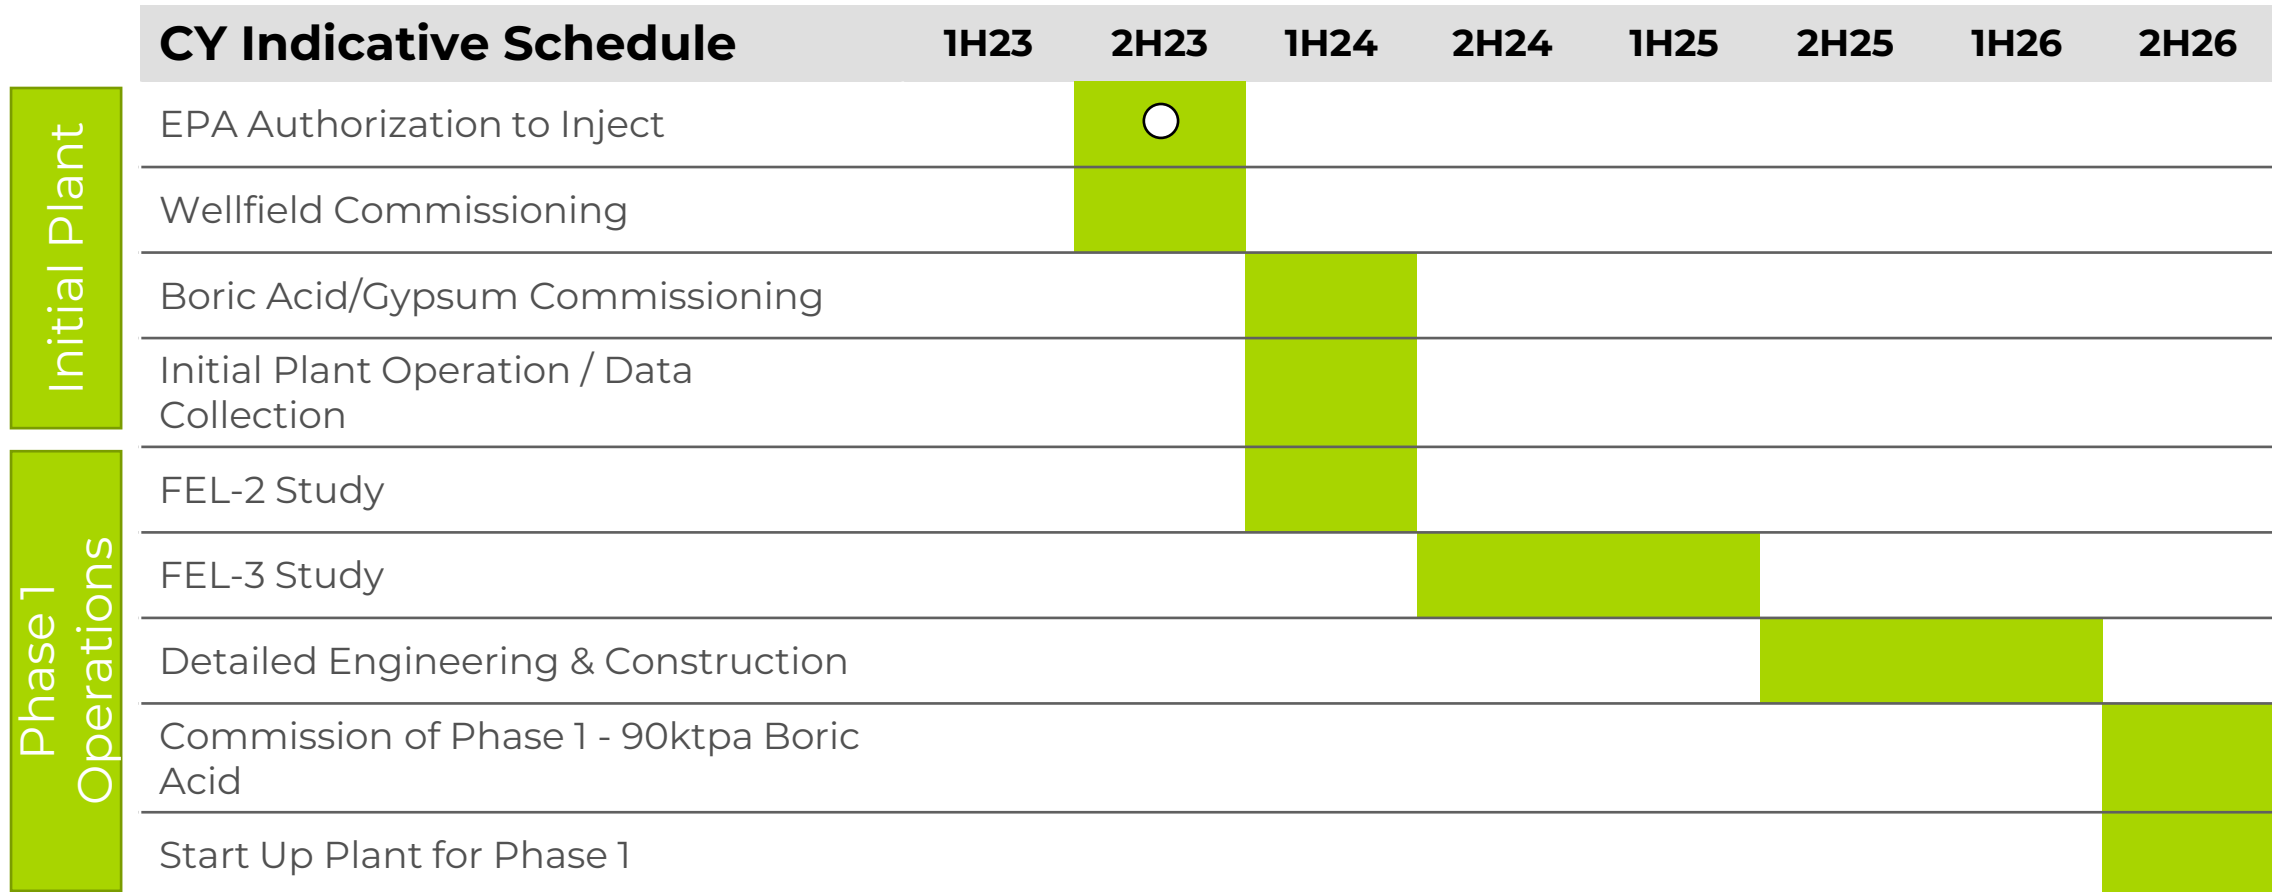 CY Indicative Schedule 1H23 2H23 1H24 2H24 1H25 2H25 1H26 2H26
Initial Plant
EPA Authorization to Inject
Wellfield Commissioning
Boric Acid/Gypsum Commissioning
Initial Plant Operation / Data
Collection
Phase 1
Operations
FEL-2 Study
FEL-3 Study
Detailed Engineering & Construction
Commission of Phase 1 - 90ktpa Boric
Acid
Start Up Plant for Phase 1